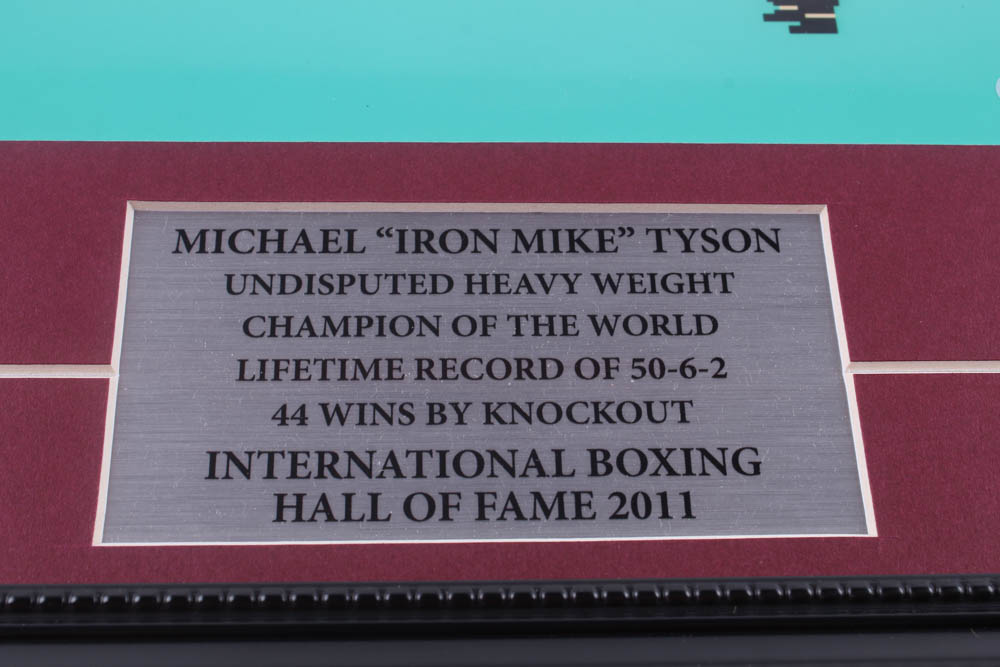 MICHAEL “IRON MIKE” TYSON
UNDISPUTED HEAVY WEIGHT
CHAMPION OF THE WORLD
LIFETIME RECORD OF 50-6-2
44 WINS BY KNOCKOUT
INTERNATIONAL BOXING
HALL OF FAME 2011